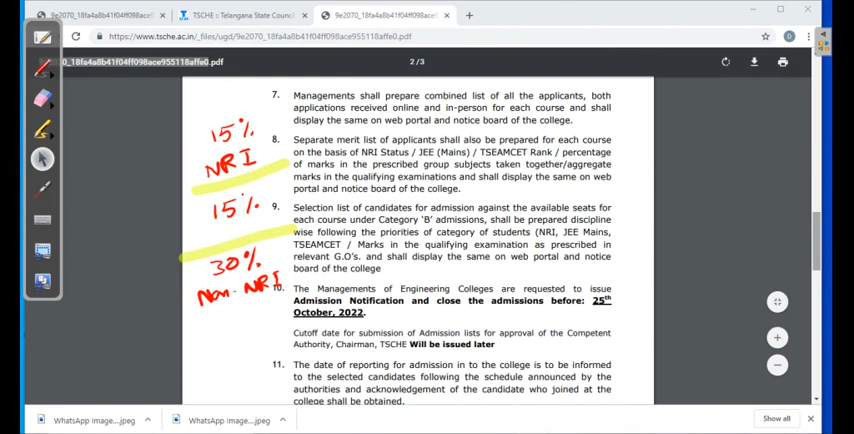 9e2070_18fa4a8b41f04ff098ace9
TSCHE :: Telangana State Counci
9e2070_18fa4a8b41f04ff098ace9
https://www.tsche.ac.in/_files/ugd/9e2070_18fa4a8b41f04ff098ace955118affe0.pdf
D
70_18fa4a8b41f04ff098ace955118affe0.pdf
2/3
7. Managements shall prepare combined list of all the applicants, both
applications received online and in-person for each course and shall
display the same on web portal and notice board of the college.
15%
NRI
8. Separate merit list of applicants shall also be prepared for each course
on the basis of NRI Status / JEE (Mains) / TSEAMCET Rank / percentage
of marks in the prescribed group subjects taken together/aggregate
marks in the qualifying examinations and shall display the same on web
portal and notice board of the college.
15%
9. Selection list of candidates for admission against the available seats for
each course under Category 'B' admissions, shall be prepared discipline
wise following the priorities of category of students (NRI, JEE Mains,
TSEAMCET / Marks in the qualifying examination as prescribed in
relevant G.O's. and shall display the same on web portal and notice
board of the college
30%
Non-NRI
10. The Managements of Engineering Colleges are requested to issue
Admission Notification and close the admissions before: 25th
October, 2022.
Cutoff date for submission of Admission lists for approval of the Competent
Authority, Chairman, TSCHE Will be issued later
11. The date of reporting for admission in to the college is to be informed
to the selected candidates following the schedule announced by the
authorities and acknowledgement of the candidate who joined at the
college shall be obtained.
WhatsApp Image....jpeg
WhatsApp Image....jpeg
Show all